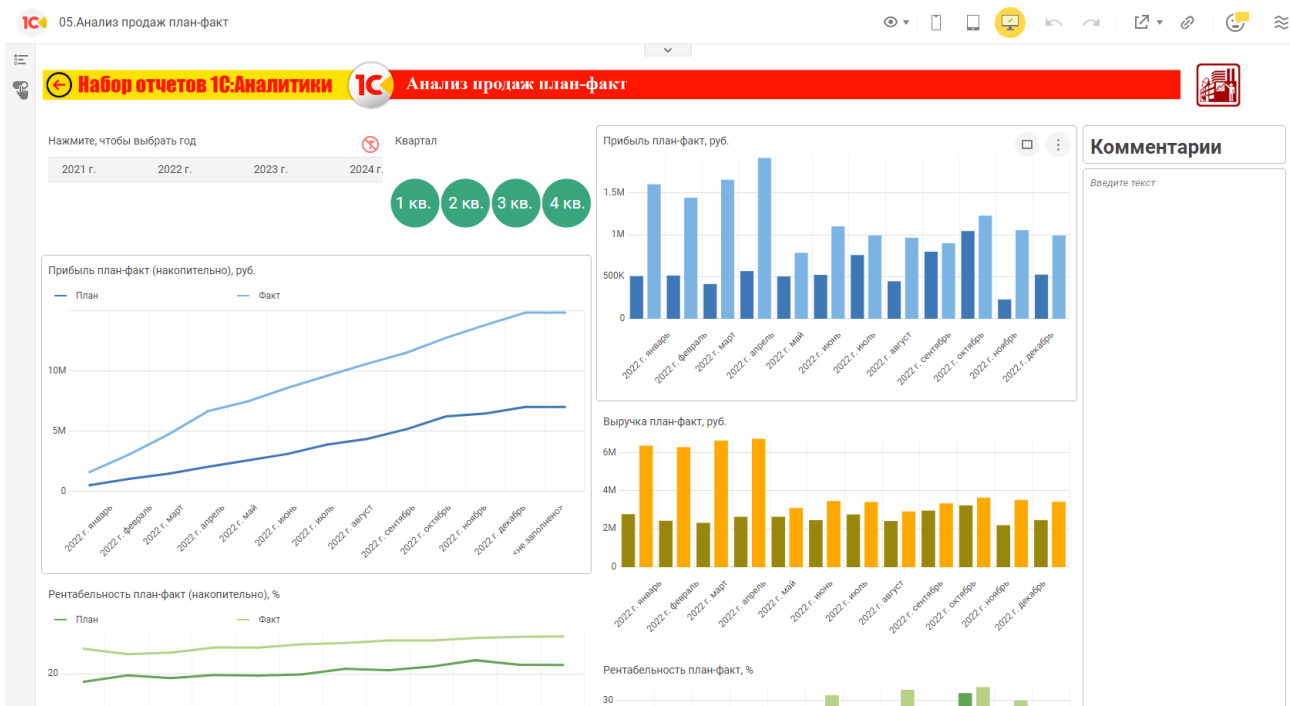 1С 05.Анализ продаж план-факт
Набор отчетов 1С:Аналитики 1С Анализ продаж план-факт
Нажмите, чтобы выбрать год
2021 г. 2022 г. 2023 г. 2024 г.
Квартал
1 кв. 2 кв. 3 кв. 4 кв.
Прибыль план-факт (накопительно), руб.
План Факт
10M
5M
0
2022 г. январь
2022 г. февраль
2022 г. март
2022 г. апрель
2022 г. май
2022 г. июнь
2022 г. июль
2022 г. август
2022 г. сентябрь
2022 г. октябрь
2022 г. ноябрь
2022 г. декабрь
<не заполнено>
Рентабельность план-факт (накопительно), %
План Факт
20
Прибыль план-факт, руб.
1.5M
1M
500K
0
2022 г. январь
2022 г. февраль
2022 г. март
2022 г. апрель
2022 г. май
2022 г. июнь
2022 г. июль
2022 г. август
2022 г. сентябрь
2022 г. октябрь
2022 г. ноябрь
2022 г. декабрь
Выручка план-факт, руб.
6M
4M
2M
0
2022 г. январь
2022 г. февраль
2022 г. март
2022 г. апрель
2022 г. май
2022 г. июнь
2022 г. июль
2022 г. август
2022 г. сентябрь
2022 г. октябрь
2022 г. ноябрь
2022 г. декабрь
Рентабельность план-факт, %
30
Комментарии
Введите текст